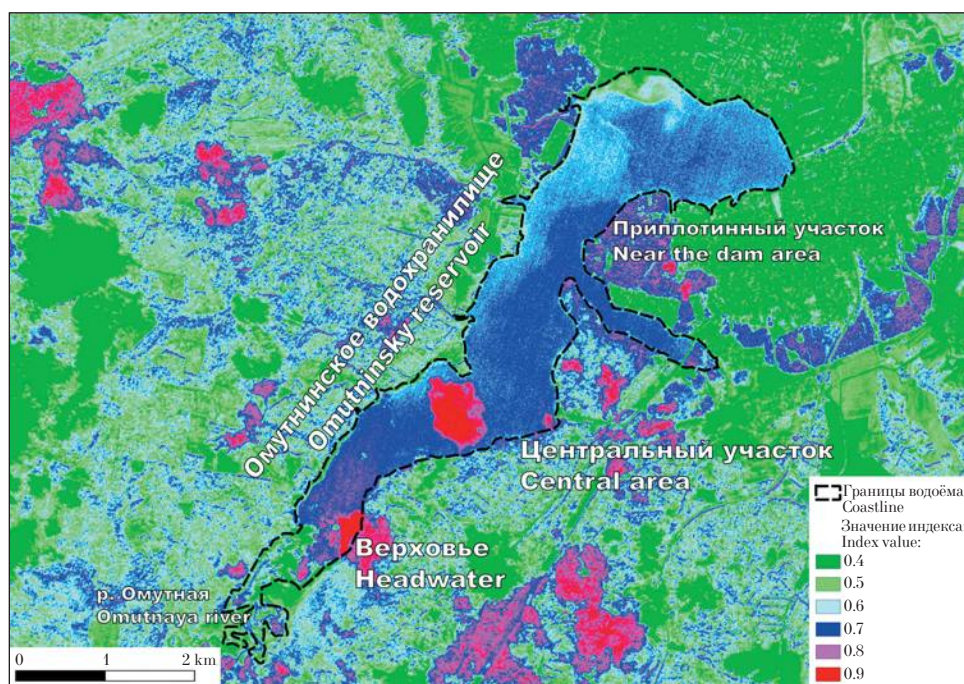 Омутнинское водохранилище
Omutninsky reservoir
Приплотинный участок
Near the dam area
Центральный участок
Central area
Верховье
Headwater
р. Омутная
Omutnaya river
0 1 2 km
Границы водоёма
Coastline
Значение индекса
Index value:
0.4
0.5
0.6
0.7
0.8
0.9